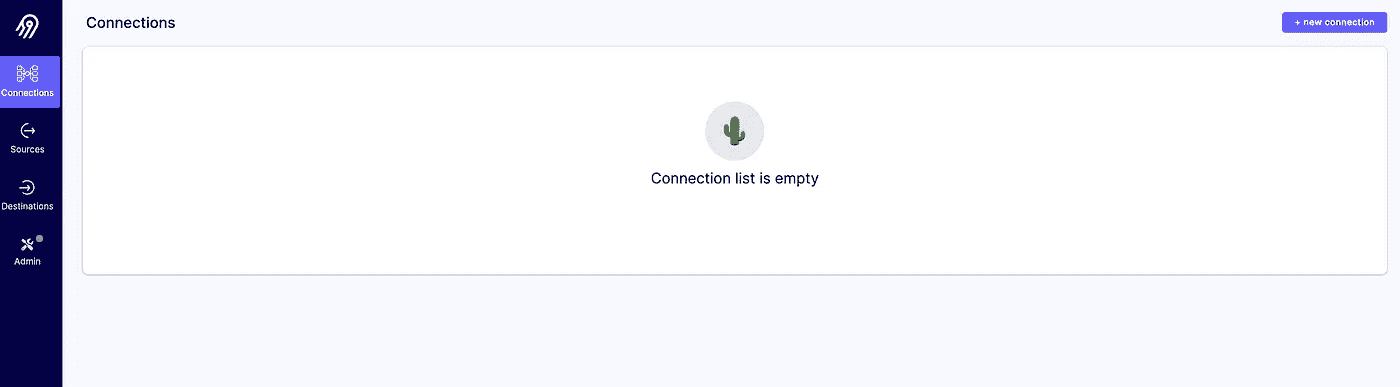 Connections
+ new connection
Connections
Sources
Destinations
Admin
Connection list is empty